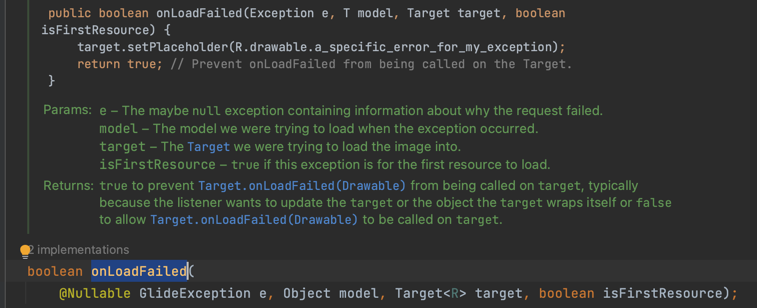 public boolean onLoadFailed(Exception e, T model, Target target, boolean
isFirstResource) {
target.setPlaceholder(R.drawable.a_specific_error_for_my_exception);
return true; // Prevent onLoadFailed from being called on the Target.
}
Params: e – The maybe null exception containing information about why the request failed.
model – The model we were trying to load when the exception occurred.
target – The Target we were trying to load the image into.
isFirstResource – true if this exception is for the first resource to load.
Returns: true to prevent Target.onLoadFailed(Drawable) from being called on target, typically
because the listener wants to update the target or the object the target wraps itself or false
to allow Target.onLoadFailed(Drawable) to be called on target.
2 implementations
boolean onLoadFailed(
@Nullable GlideException e, Object model, Target<R> target, boolean isFirstResource);